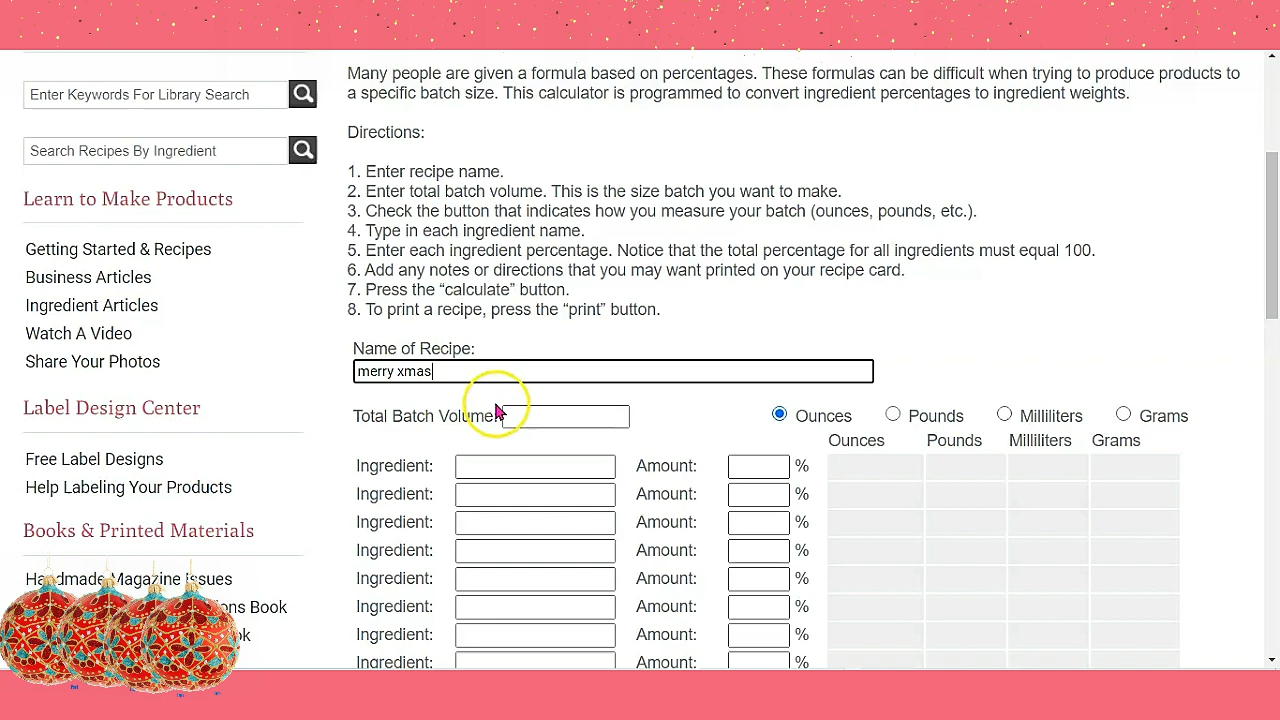 Enter Keywords For Library Search
Search Recipes By Ingredient
Learn to Make Products
Getting Started & Recipes
Business Articles
Ingredient Articles
Watch A Video
Share Your Photos
Label Design Center
Free Label Designs
Help Labeling Your Products
Books & Printed Materials
Handmade Magazine Issues
Book
Many people are given a formula based on percentages. These formulas can be difficult when trying to produce products to
a specific batch size. This calculator is programmed to convert ingredient percentages to ingredient weights.
Directions:
1. Enter recipe name.
2. Enter total batch volume. This is the size batch you want to make.
3. Check the button that indicates how you measure your batch (ounces, pounds, etc.).
4. Type in each ingredient name.
5. Enter each ingredient percentage. Notice that the total percentage for all ingredients must equal 100.
6. Add any notes or directions that you may want printed on your recipe card.
7. Press the “calculate” button.
8. To print a recipe, press the “print” button.
Name of Recipe:
merry xmas
Total Batch Volume Ounces Pounds Milliliters Grams
Ounces Pounds Milliliters Grams
Ingredient: Amount: %
Ingredient: Amount: %
Ingredient: Amount: %
Ingredient: Amount: %
Ingredient: Amount: %
Ingredient: Amount: %
Ingredient: Amount: %
Ingredient: Amount: %